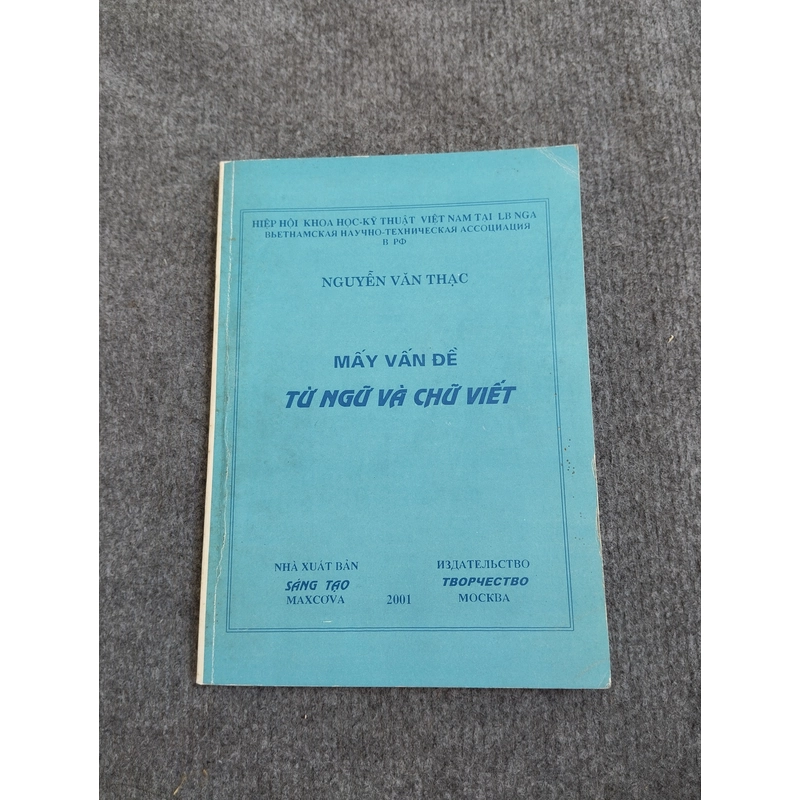 HIỆP HỘI KHOA HỌC-KỸ THUẬT VIỆT NAM TẠI LB NGA
ВЬЕТНАМСКАЯ НАУЧНО-ТЕХНИЧЕСКАЯ АССОЦИАЦИЯ
В РФ
NGUYỄN VĂN THẠC
MẤY VẤN ĐỀ
TỪ NGỮ VÀ CHỮ VIẾT
NHÀ XUẤT BẢN
SÁNG TẠO
MAXCƠVA
2001
ИЗДАТЕЛЬСТВО
ТВОРЧЕСТВО
МОСКВА